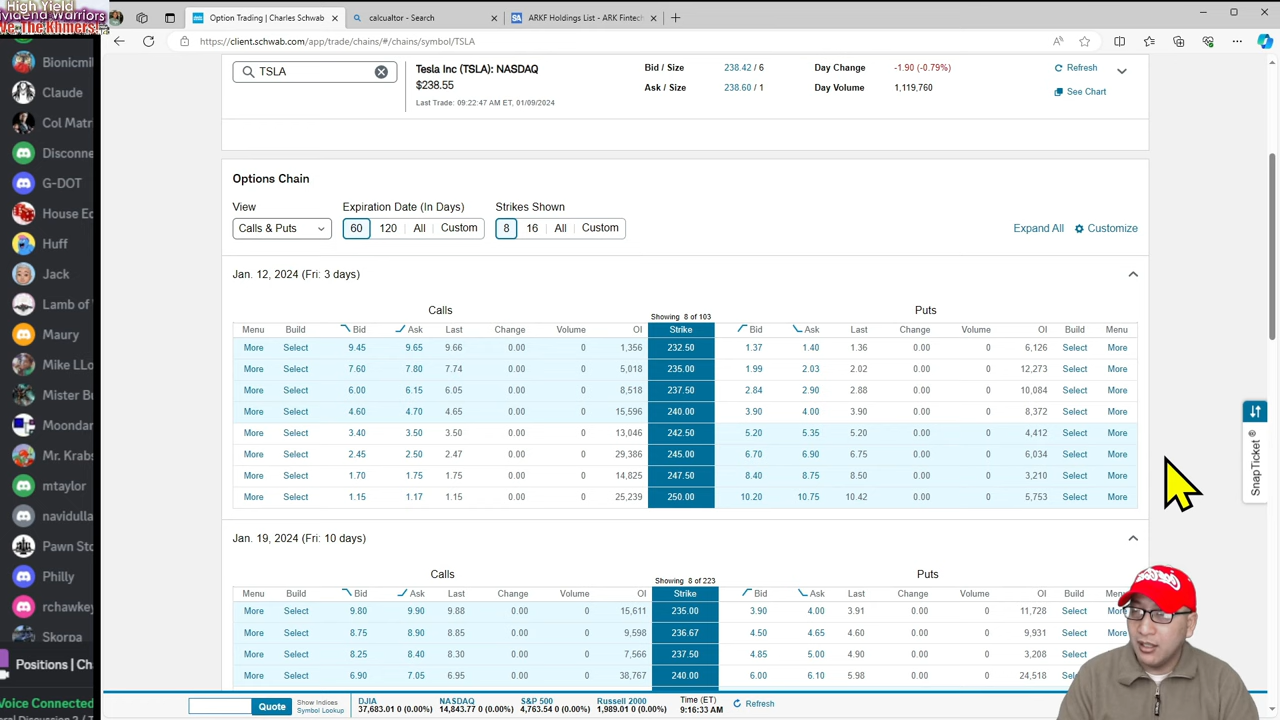 High Yield
Dividend Warriors
Option Trading | Charles Schwab
calcualtor - Search
ARKF Holdings List - ARK Fintech
https://client.schwab.com/app/trade/chains/#/chains/symbol/TSLA
Bionicmil
Claude
Col Matri
Disconne
G-DOT
House Ed
Huff
Jack
Lamb of
Maury
Mike LLo
Mister Bu
Moondan
Mr. Krabs
mtaylor
navidulla
Pawn Sto
Philly
rchawkey
Skorpa
Positions | Cha
Voice Connected
TSLA
Tesla Inc (TSLA): NASDAQ
$238.55
Last Trade: 09:22:47 AM ET, 01/09/2024
Bid / Size 238.42 / 6 Day Change -1.90 (-0.79%)
Ask / Size 238.60 / 1 Day Volume 1,119,760
Refresh
See Chart
Options Chain
View Expiration Date (In Days) Strikes Shown
Calls & Puts 60 120 All Custom 8 16 All Custom
Expand All Customize
Jan. 12, 2024 (Fri: 3 days)
Calls Puts
Showing 8 of 103
Menu Build Bid Ask Last Change Volume OI Strike Bid Ask Last Change Volume OI Build Menu
More Select 9.45 9.65 9.66 0.00 0 1,356 232.50 1.37 1.40 1.36 0.00 0 6,126 Select More
More Select 7.60 7.80 7.74 0.00 0 5,018 235.00 1.99 2.03 2.02 0.00 0 12,273 Select More
More Select 6.00 6.15 6.05 0.00 0 8,518 237.50 2.84 2.90 2.88 0.00 0 10,084 Select More
More Select 4.60 4.70 4.65 0.00 0 15,596 240.00 3.90 4.00 3.90 0.00 0 8,372 Select More
More Select 3.40 3.50 3.50 0.00 0 13,046 242.50 5.20 5.35 5.20 0.00 0 4,412 Select More
More Select 2.45 2.50 2.47 0.00 0 29,386 245.00 6.70 6.90 6.75 0.00 0 6,034 Select More
More Select 1.70 1.75 1.75 0.00 0 14,825 247.50 8.40 8.75 8.50 0.00 0 3,210 Select More
More Select 1.15 1.17 1.15 0.00 0 25,239 250.00 10.20 10.75 10.42 0.00 0 5,753 Select More
SnapTicket ®
Jan. 19, 2024 (Fri: 10 days)
Calls Puts
Showing 8 of 223
Menu Build Bid Ask Last Change Volume OI Strike Bid Ask Last Change Volume OI Build Menu
More Select 9.80 9.90 9.88 0.00 0 15,611 235.00 3.90 4.00 3.91 0.00 0 11,728 Select More
More Select 8.75 8.90 8.85 0.00 0 9,598 236.67 4.50 4.65 4.60 0.00 0 9,931 Select More
More Select 8.25 8.40 8.30 0.00 0 7,566 237.50 4.85 5.00 4.90 0.00 0 3,208 Select
More Select 6.90 7.05 6.95 0.00 0 38,767 240.00 6.00 6.10 5.98 0.00 0 24,518 Select
Quote
Show Indices
Symbol Lookup
DJIA NASDAQ S&P 500 Russell 2000 Time (ET)
37,683.01 0 (0.00%) 14,843.77 0 (0.00%) 4,763.54 0 (0.00%) 1,989.01 0 (0.00%) 9:16:33 AM
Refresh